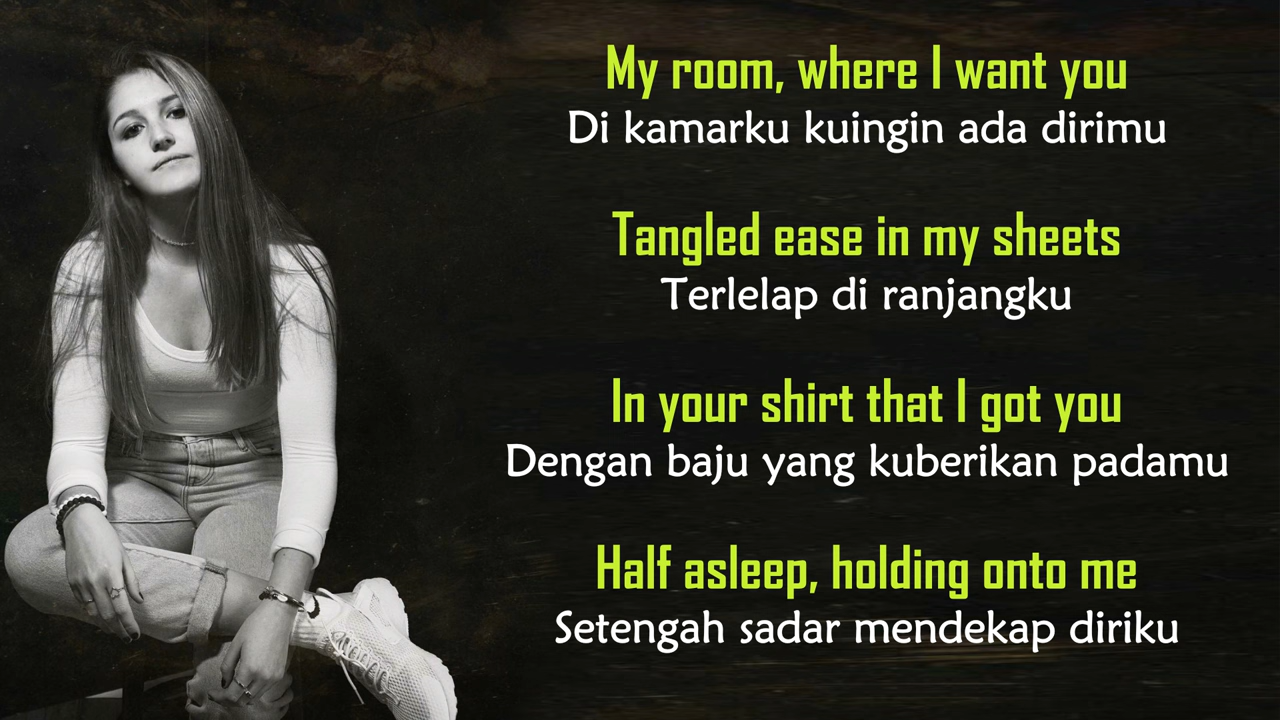 My room, where I want you
Di kamarku kuingin ada dirimu
Tangled ease in my sheets
Terlelap di ranjangku
In your shirt that I got you
Dengan baju yang kuberikan padamu
Half asleep, holding onto me
Setengah sadar mendekap diriku